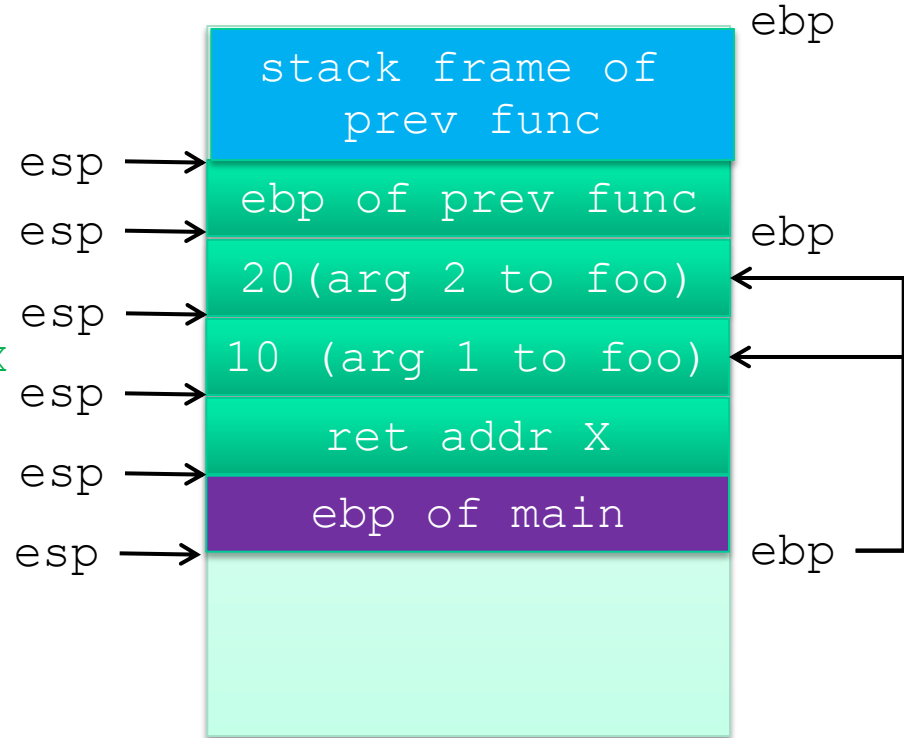 ebp
stack frame of
prev func
esp
ebp of prev func
esp
ebp
20(arg 2 to foo)
esp
10 (arg 1 to foo)
x
esp
ret addr X
esp
ebp of main
esp
ebp